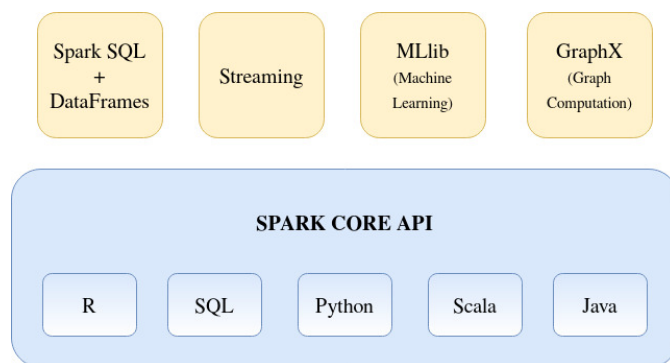 Spark SQL
+
DataFrames
Streaming
MLlib
(Machine
Learning)
GraphX
(Graph
Computation)
SPARK CORE API
R
SQL
Python
Scala
Java